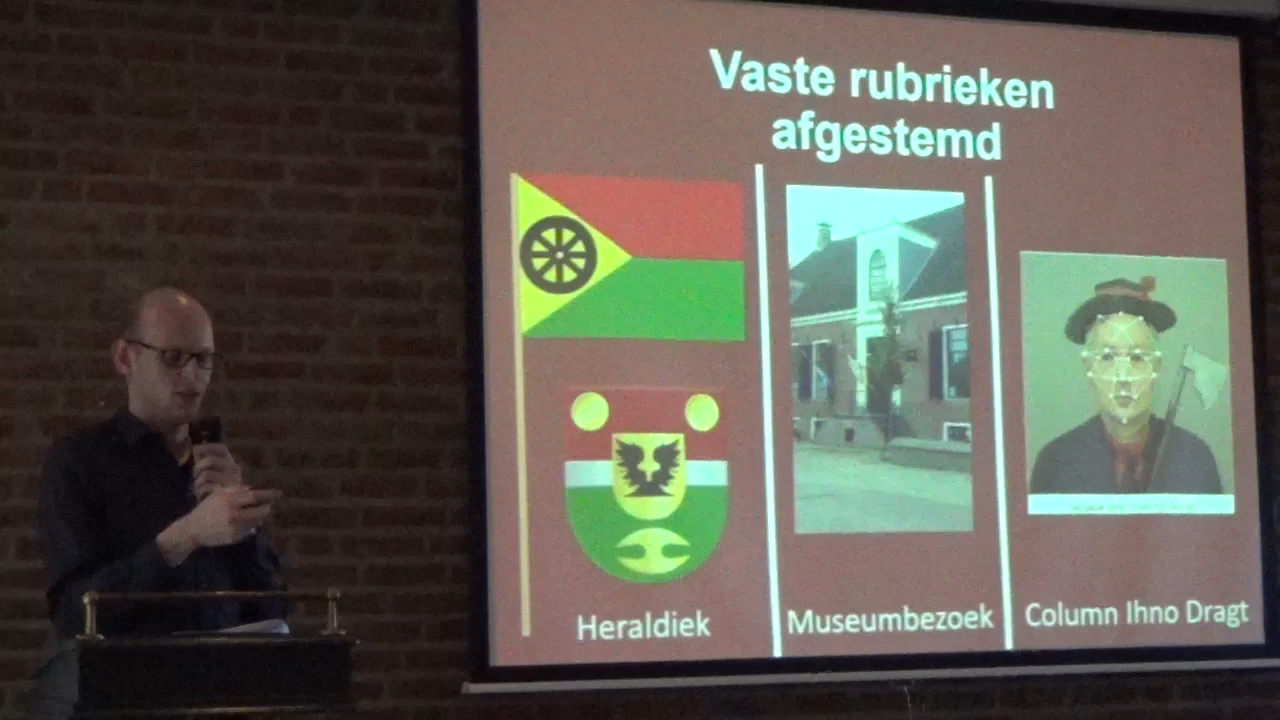 Vaste rubrieken
afgestemd
Heraldiek
Museumbezoek
Column Ihno Dragt